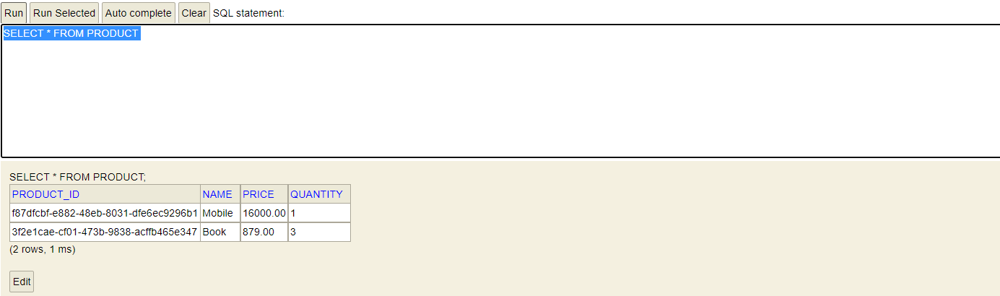 Run Run Selected Auto complete Clear SQL statement:
SELECT * FROM PRODUCT
SELECT * FROM PRODUCT;
PRODUCT_ID NAME PRICE QUANTITY
f87dfcbf-e882-48eb-8031-dfe6ec9296b1 Mobile 16000.00 1
3f2e1cae-cf01-473b-9838-acffb465e347 Book 879.00 3
(2 rows, 1 ms)
Edit